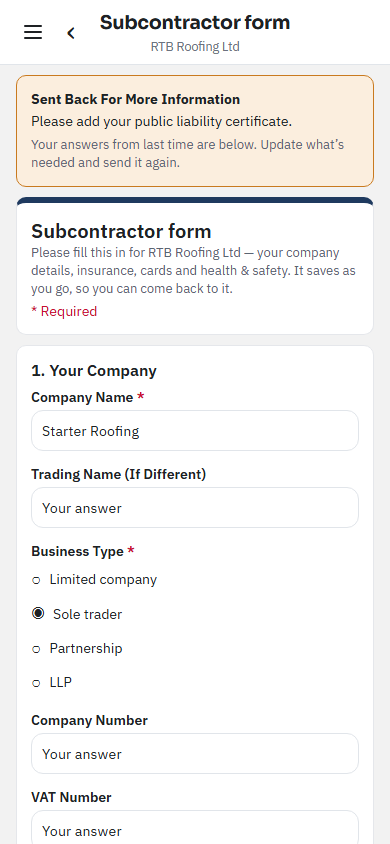 Subcontractor form
RTB Roofing Ltd
Sent Back For More Information
Please add your public liability certificate.
Your answers from last time are below. Update what's
needed and send it again.
Subcontractor form
Please fill this in for RTB Roofing Ltd — your company
details, insurance, cards and health & safety. It saves as
you go, so you can come back to it.
* Required
1. Your Company
Company Name *
Starter Roofing
Trading Name (If Different)
Your answer
Business Type *
Limited company
Sole trader
Partnership
LLP
Company Number
Your answer
VAT Number
Your answer